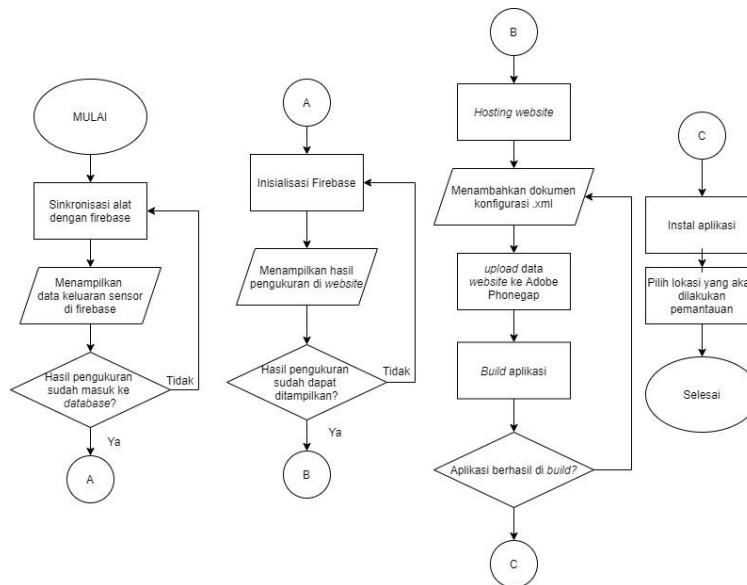 MULAI
Sinkronisasi alat
dengan firebase
Menampilkan
data keluaran sensor
di firebase
Hasil pengukuran
sudah masuk ke
database?
Tidak
Ya
A
A
Inisialisasi Firebase
Menampilkan hasil
pengukuran di website
Hasil pengukuran
sudah dapat
ditampilkan?
Tidak
Ya
B
B
Hosting website
Menambahkan dokumen
konfigurasi .xml
upload data
website ke Adobe
Phonegap
Build aplikasi
Aplikasi berhasil di build?
C
C
Instal aplikasi
Pilih lokasi yang aka
dilakukan
pemantauan
Selesai